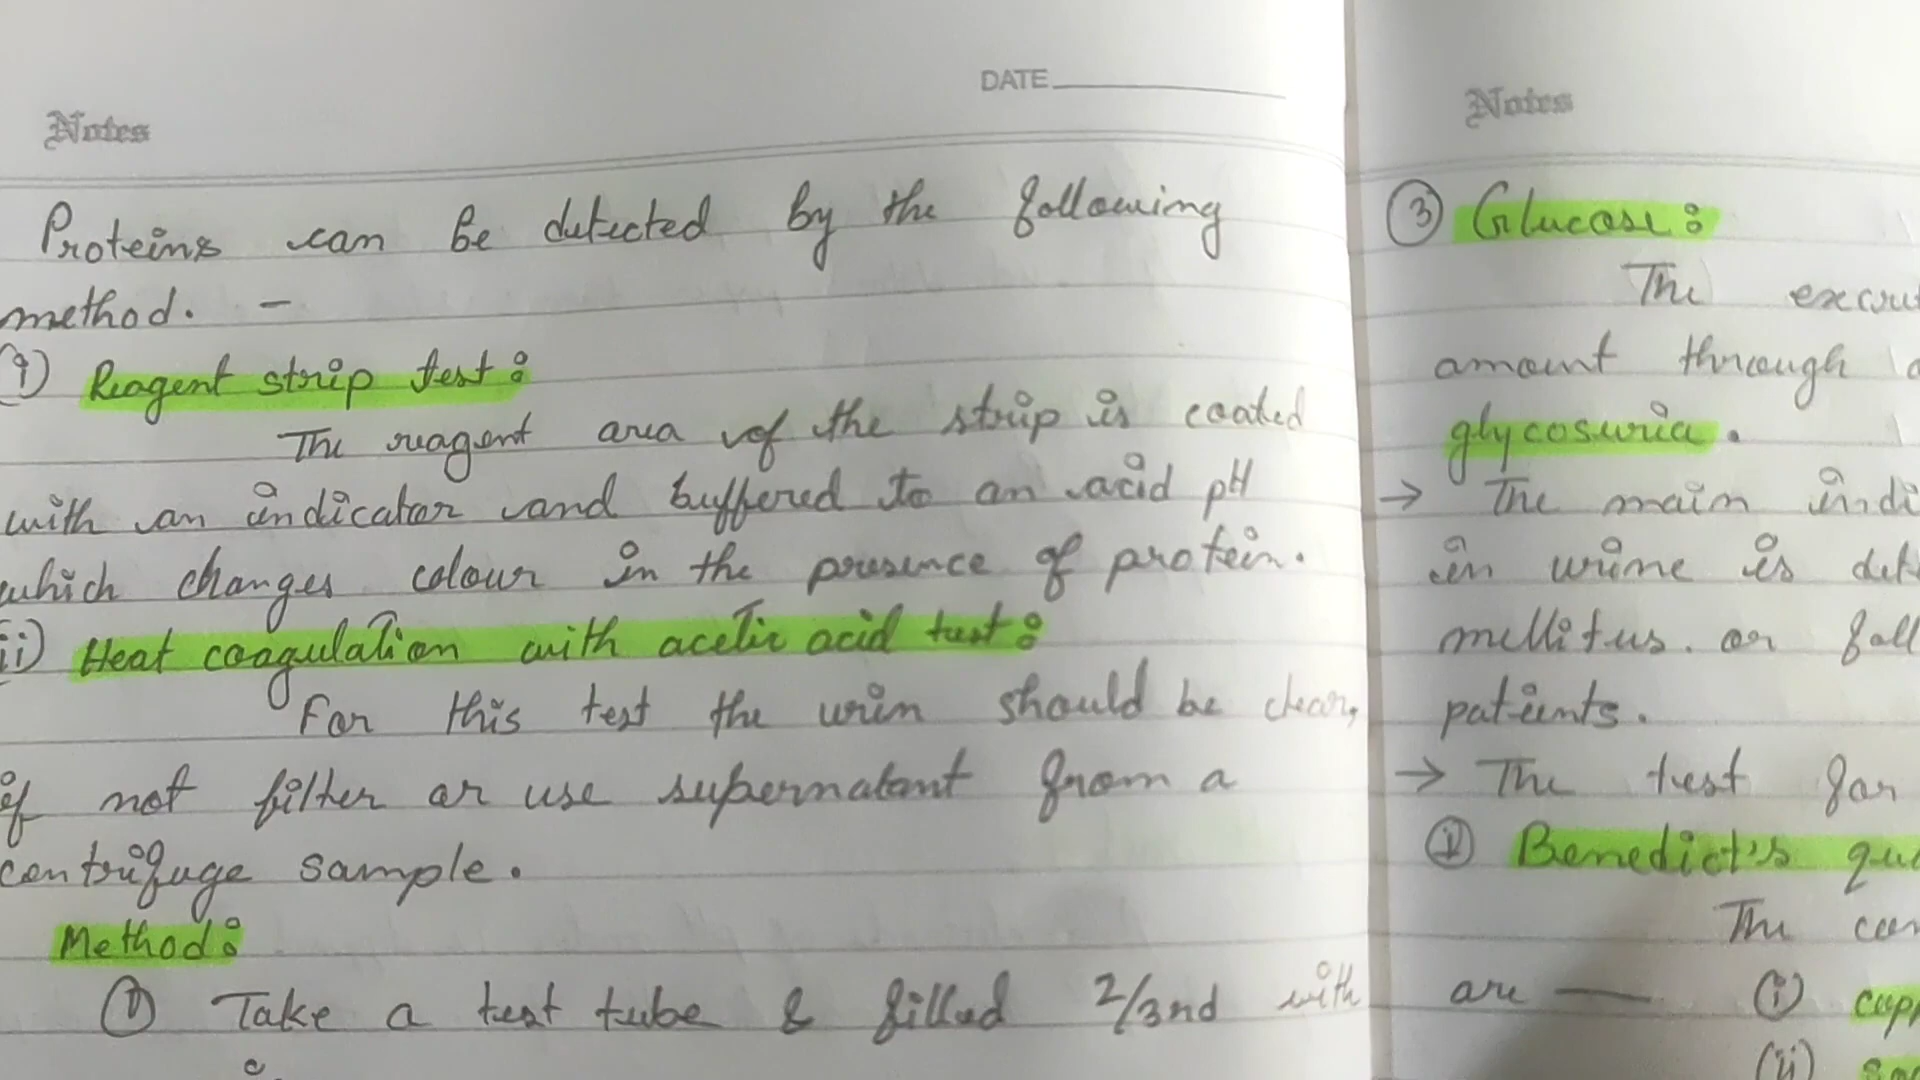 DATE
Notes
Proteins can be detected by the following
method. -
(i) Reagent strip test:
The reagent area of the strip is coated
with an indicator and buffered to an acid pH
which changes colour in the presence of protein.
(ii) Heat coagulation with acetic acid test:
For this test the urin should be clear,
if not filter or use supernatant from a
centrifuge sample.
Method:
① Take a test tube & filled 2/3nd with
Notes
③ Glucose:
The
amount through
glycosuria.
→ The main
in urine is
mellitus. or
patients.
→ The test for
① Benedict's
The
are — (i)
(ii)